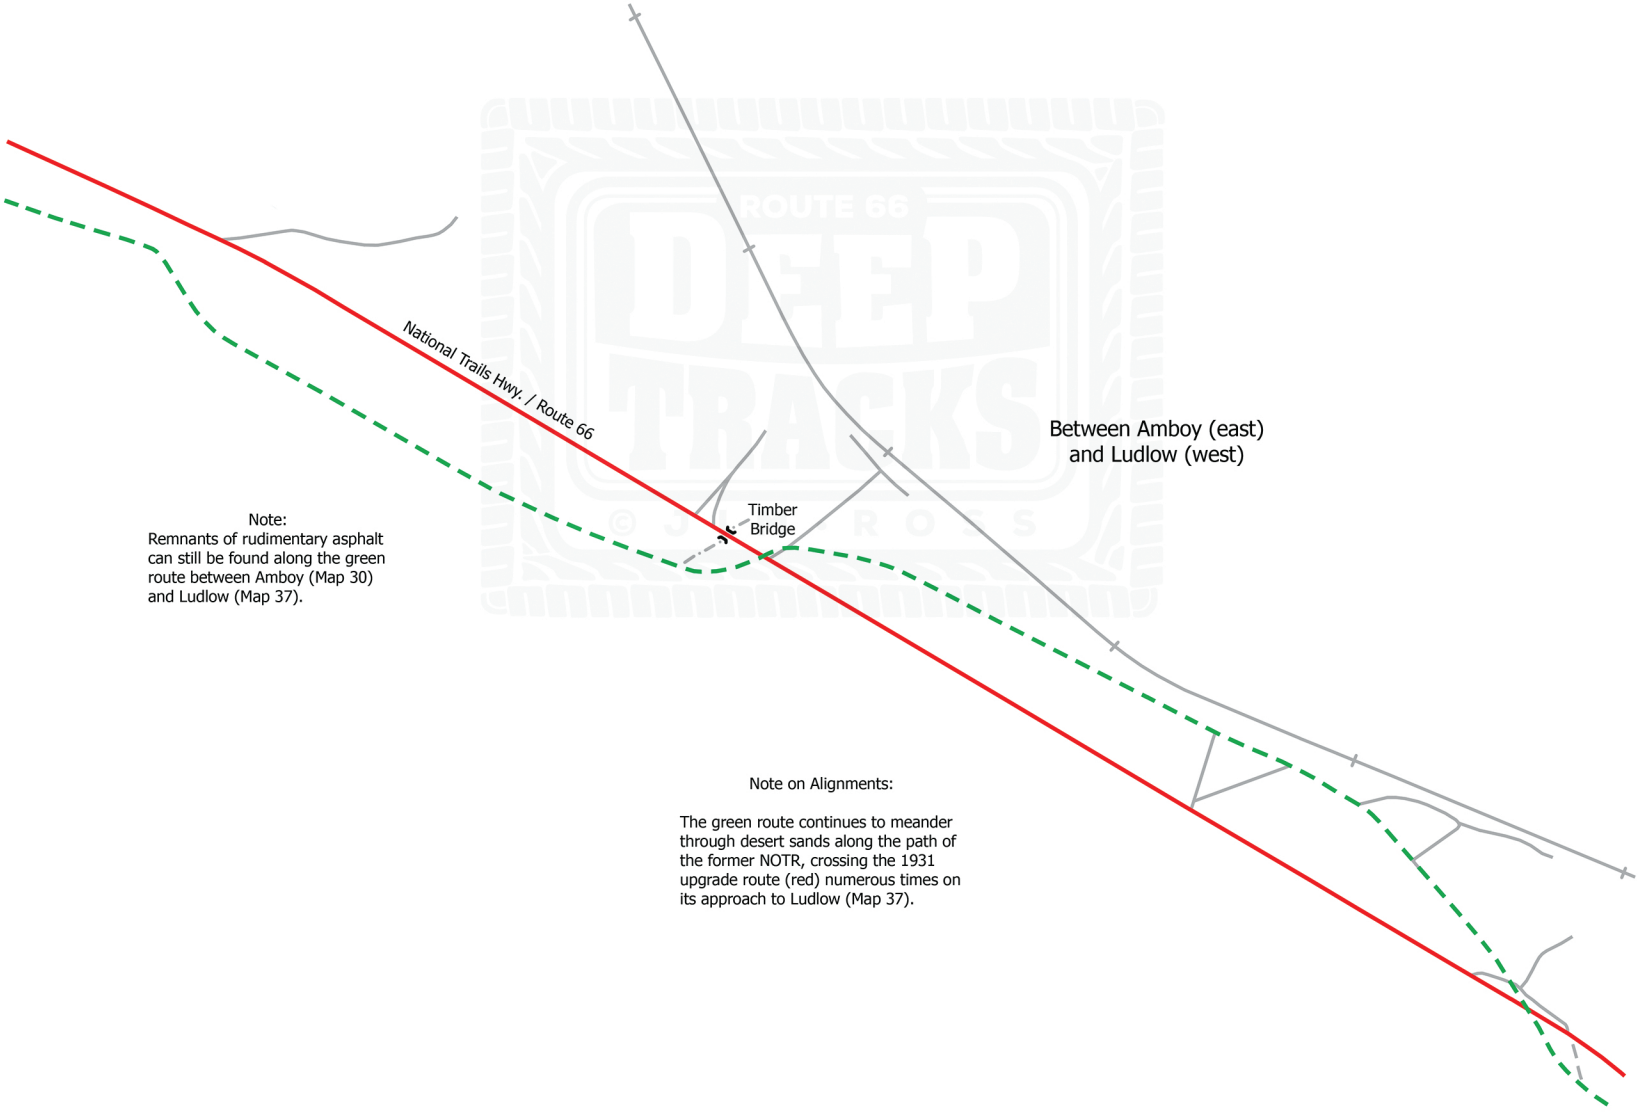 ROUTE 66
DEEP
TRACKS
National Trails Hwy. / Route 66
Between Amboy (east)
and Ludlow (west)
Timber
Bridge
Note:
Remnants of rudimentary asphalt
can still be found along the green
route between Amboy (Map 30)
and Ludlow (Map 37).
Note on Alignments:
The green route continues to meander
through desert sands along the path of
the former NOTR, crossing the 1931
upgrade route (red) numerous times on
its approach to Ludlow (Map 37).